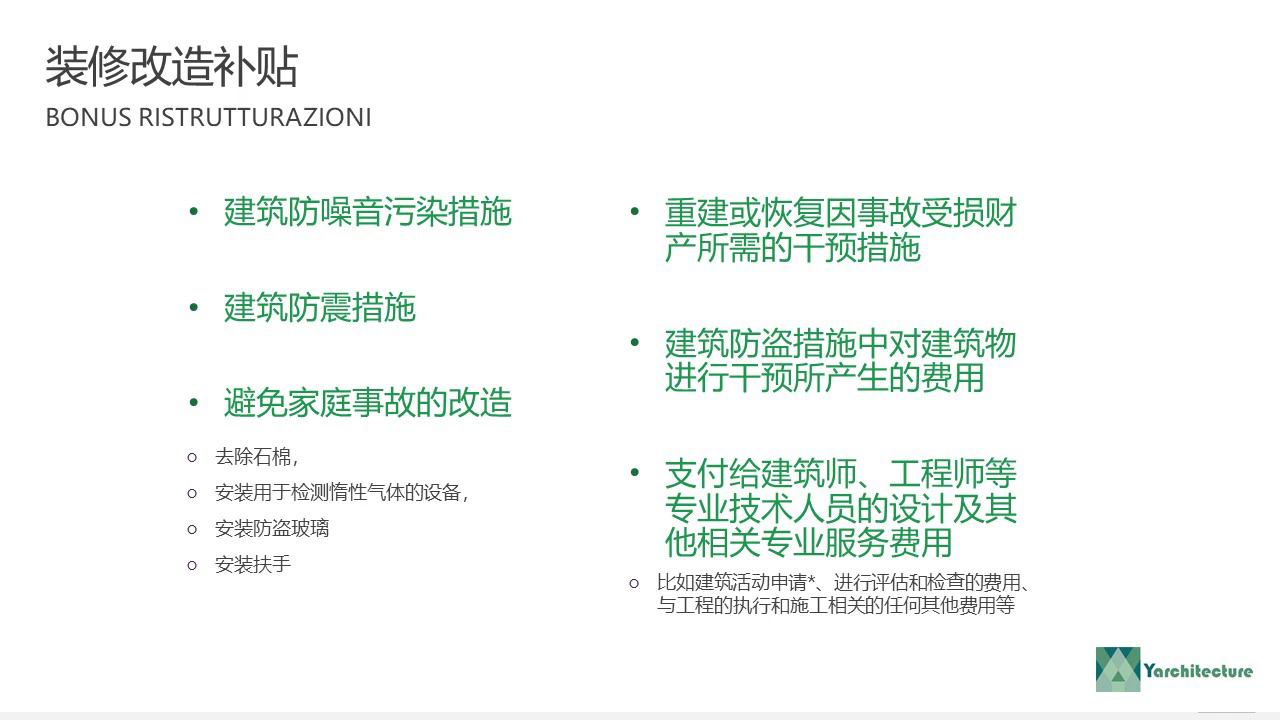 装修改造补贴
BONUS RISTRUTTURAZIONI
• 建筑防噪音污染措施
• 建筑防震措施
• 避免家庭事故的改造
○ 去除石棉，
○ 安装用于检测惰性气体的设备，
○ 安装防盗玻璃
○ 安装扶手
• 重建或恢复因事故受损财
产所需的干预措施
• 建筑防盗措施中对建筑物
进行干预所产生的费用
• 支付给建筑师、工程师等
专业技术人员的设计及其
他相关专业服务费用
○ 比如建筑活动申请*、进行评估和检查的费用、
与工程的执行和施工相关的任何其他费用等
Yarchitecture